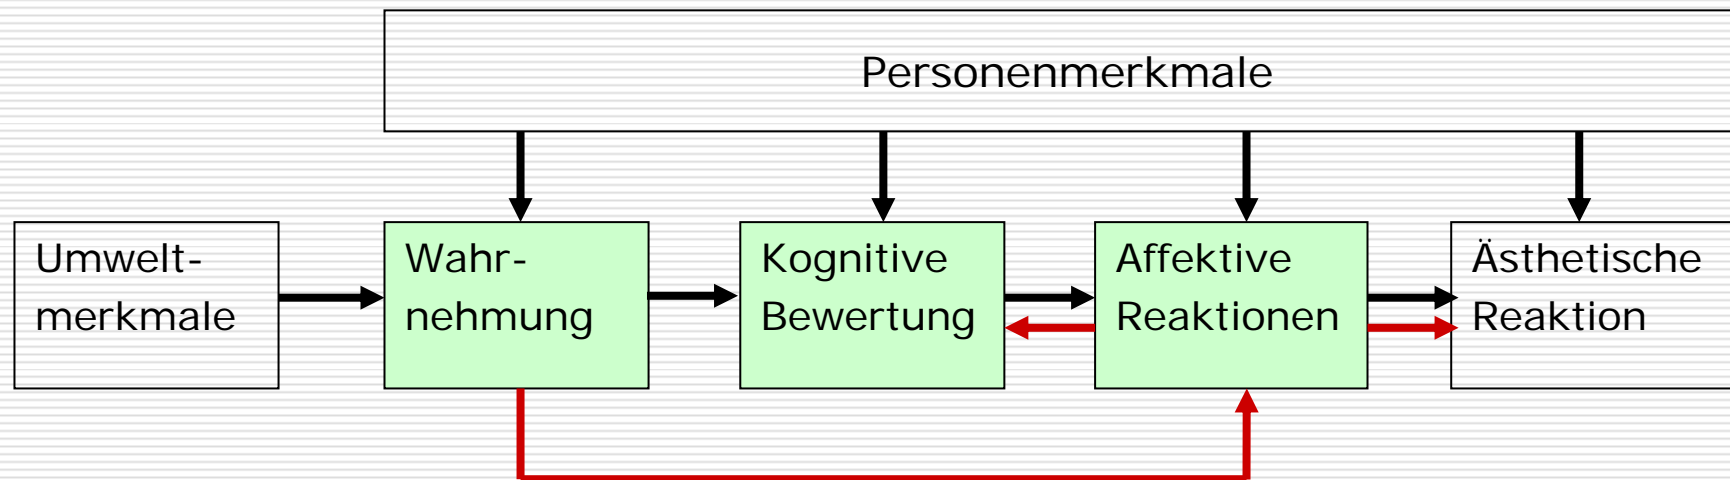 Personenmerkmale
Umwelt-
merkmale
Wahr-
nehmung
Kognitive
Bewertung
Affektive
Reaktionen
Ästhetische
Reaktion